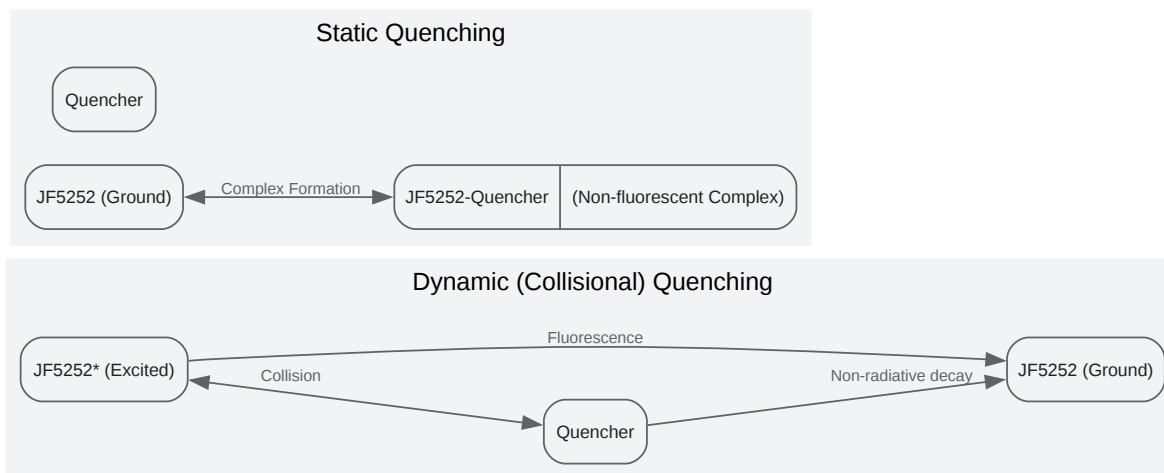 Static Quenching
Quencher
JF5252 (Ground)
Complex Formation
JF5252-Quencher
(Non-fluorescent Complex)
Dynamic (Collisional) Quenching
Fluorescence
JF5252* (Excited)
Collision
Non-radiative decay
JF5252 (Ground)
Quencher